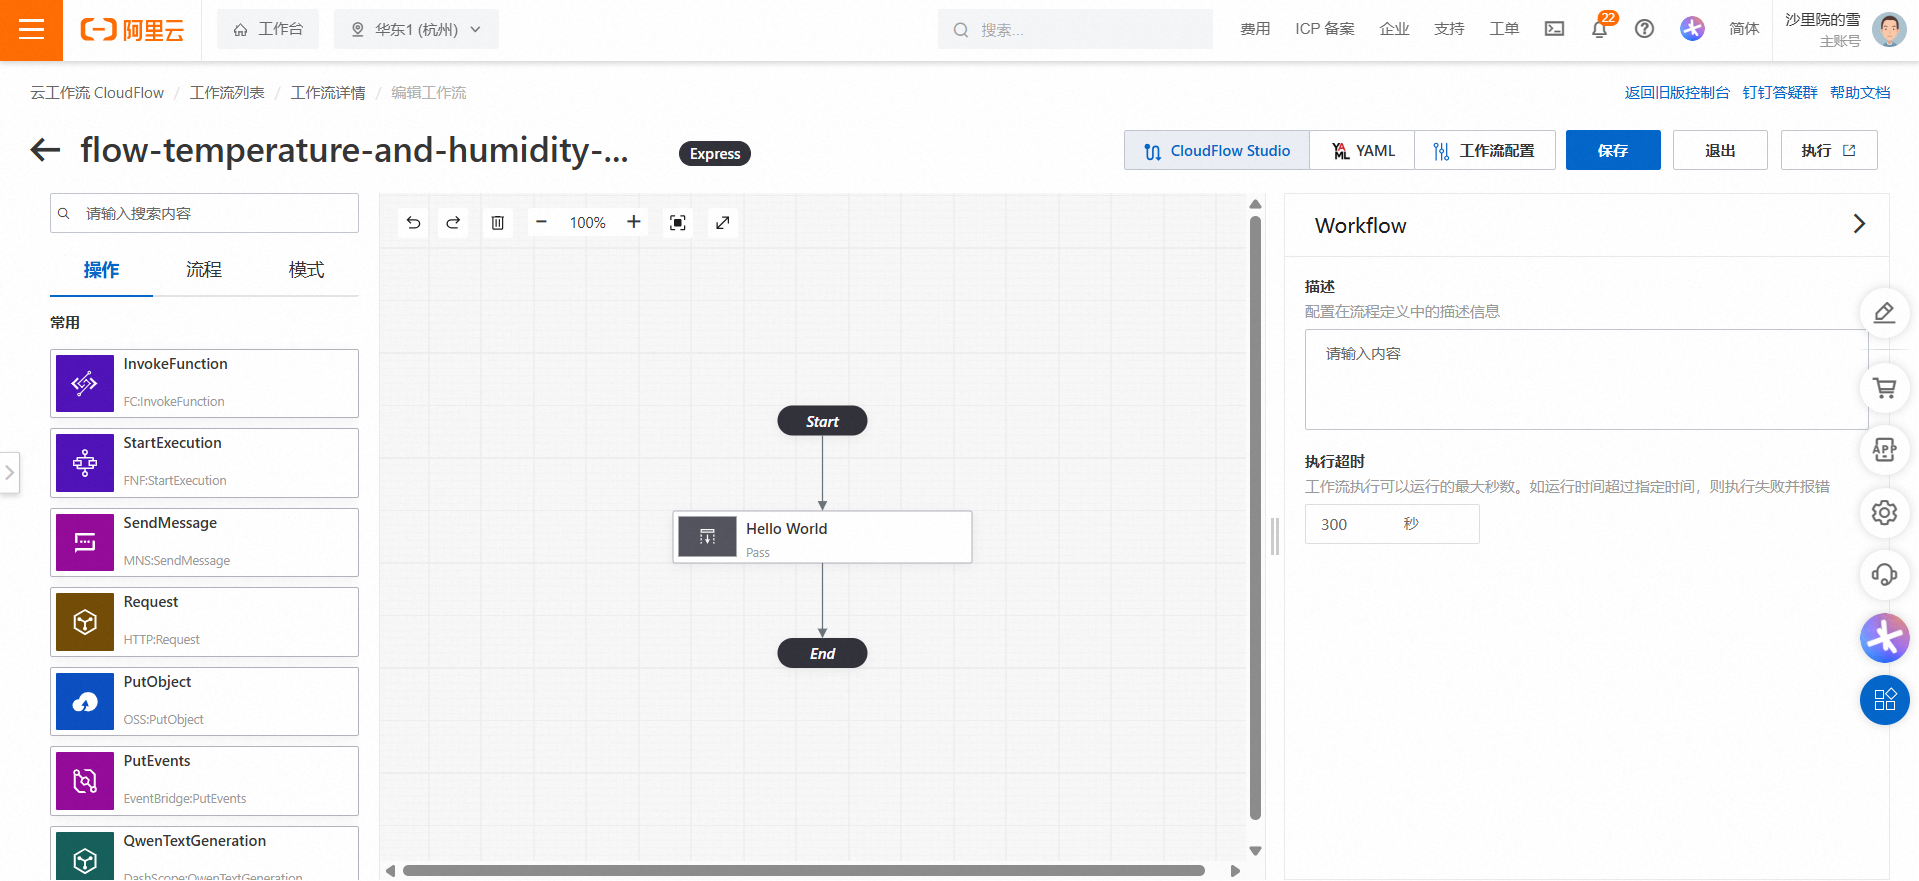 阿里云
工作台
华东1 (杭州)
搜索...
费用
ICP 备案
企业
支持
工单
22
简体
沙里院的雪
主账号
云工作流 CloudFlow / 工作流列表 / 工作流详情 / 编辑工作流
返回旧版控制台 钉钉答疑群 帮助文档
flow-temperature-and-humidity-...
Express
CloudFlow Studio
YAML
YAML
工作流配置
保存
退出
执行
请输入搜索内容
操作
流程
模式
常用
InvokeFunction
FC:InvokeFunction
StartExecution
FNF:StartExecution
SendMessage
MNS:SendMessage
Request
HTTP:Request
PutObject
OSS:PutObject
PutEvents
EventBridge:PutEvents
QwenTextGeneration
DashScope:QwenTextGeneration
100%
Start
Hello World
Pass
End
Workflow
描述
配置在流程定义中的描述信息
请输入内容
执行超时
工作流执行可以运行的最大秒数。如运行时间超过指定时间，则执行失败并报错
300 秒
APP